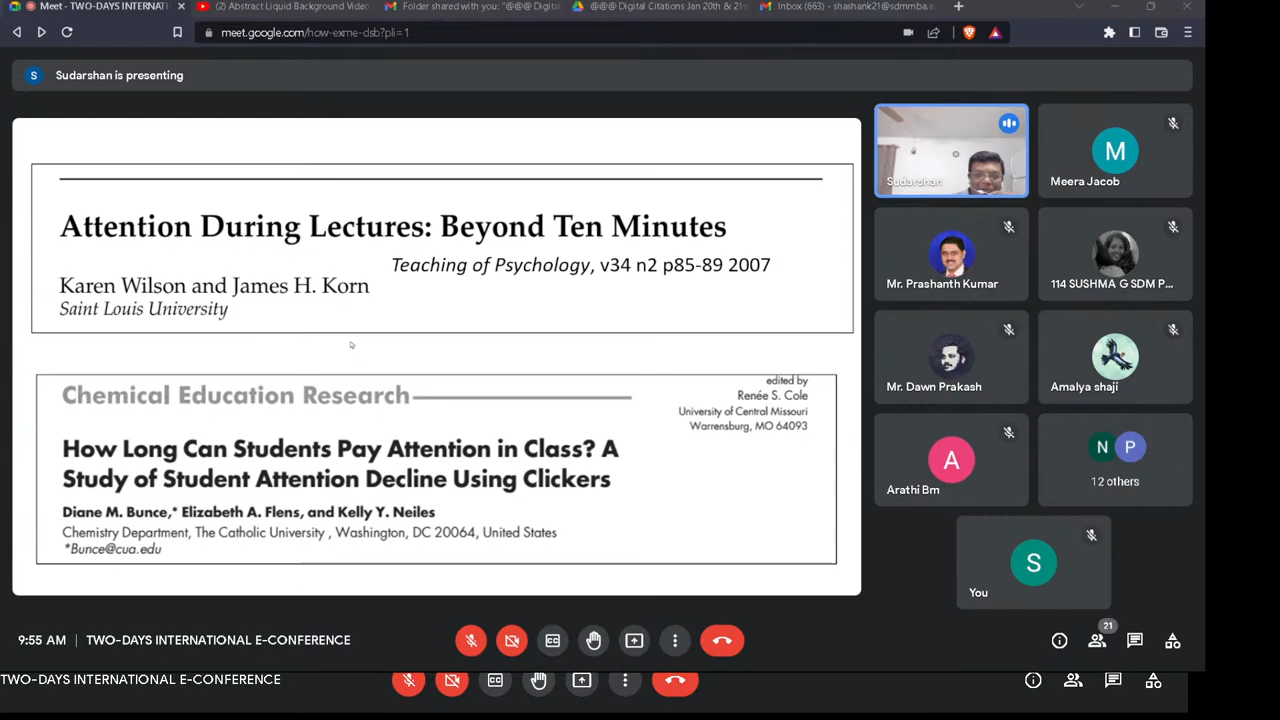 Meet - TWO-DAYS INTERNATI
(2) Abstract Liquid Background Video
Folder shared with you: "@@@ Digital
@@@ Digital Citations Jan 20th & 21st
Inbox (663) - shashank21@sdmmba.a
meet.google.com/how-exme-dsb?pli=1
S
Sudarshan is presenting
Attention During Lectures: Beyond Ten Minutes
Teaching of Psychology, v34 n2 p85-89 2007
Karen Wilson and James H. Korn
Saint Louis University
Chemical Education Research
edited by
Renée S. Cole
University of Central Missouri
Warrensburg, MO 64093
How Long Can Students Pay Attention in Class? A
Study of Student Attention Decline Using Clickers
Diane M. Bunce,* Elizabeth A. Flens, and Kelly Y. Neiles
Chemistry Department, The Catholic University , Washington, DC 20064, United States
*Bunce@cua.edu
Sudarshan
M
Meera Jacob
Mr. Prashanth Kumar
114 SUSHMA G SDM P...
Mr. Dawn Prakash
Amalya shaji
A
Arathi Bm
N P
12 others
S
You
9:55 AM | TWO-DAYS INTERNATIONAL E-CONFERENCE
CC
21
TWO-DAYS INTERNATIONAL E-CONFERENCE
CC